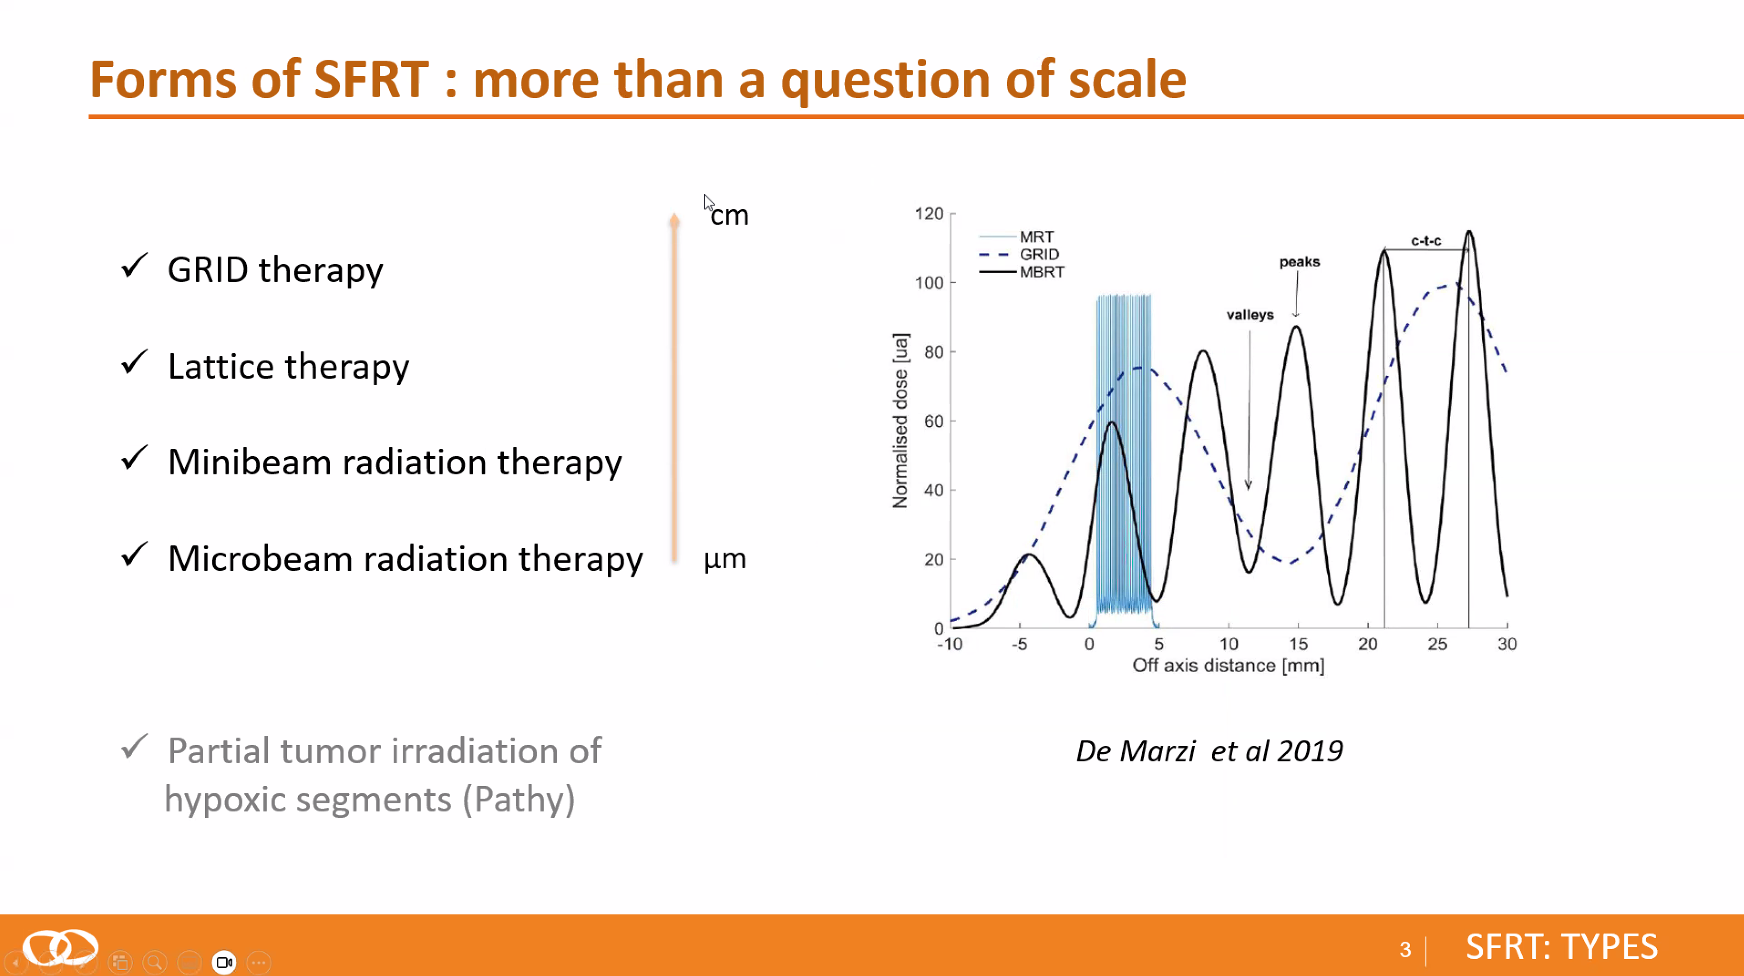 Forms of SFRT : more than a question of scale
cm
✓ GRID therapy
✓ Lattice therapy
✓ Minibeam radiation therapy
✓ Microbeam radiation therapy
μm
✓ Partial tumor irradiation of
hypoxic segments (Pathy)
MRT
GRID
MBRT
c-t-c
peaks
valleys
Normalised dose [ua]
120
100
80
60
40
20
0
-10 -5 0 5 10 15 20 25 30
Off axis distance [mm]
De Marzi et al 2019
3
SFRT: TYPES